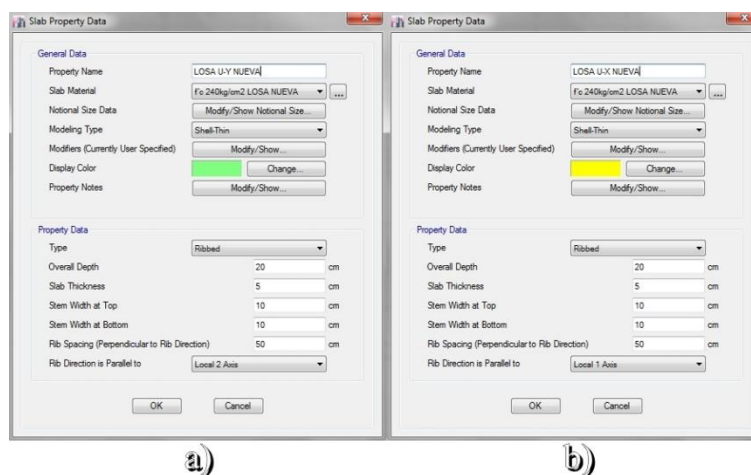 Slab Property Data
General Data
Property Name LOSA U-Y NUEVA
Slab Material f'c 240kg/cm2 LOSA NUEVA ...
Notional Size Data Modify/Show Notional Size...
Modeling Type Shell-Thin
Modifiers (Currently User Specified) Modify/Show...
Display Color Change...
Property Notes Modify/Show...
Property Data
Type Ribbed
Overall Depth 20 cm
Slab Thickness 5 cm
Stem Width at Top 10 cm
Stem Width at Bottom 10 cm
Rib Spacing (Perpendicular to Rib Direction) 50 cm
Rib Direction is Parallel to Local 2 Axis
OK Cancel
a)
Slab Property Data
General Data
Property Name LOSA U-X NUEVA
Slab Material f'c 240kg/cm2 LOSA NUEVA ...
Notional Size Data Modify/Show Notional Size...
Modeling Type Shell-Thin
Modifiers (Currently User Specified) Modify/Show...
Display Color Change...
Property Notes Modify/Show...
Property Data
Type Ribbed
Overall Depth 20 cm
Slab Thickness 5 cm
Stem Width at Top 10 cm
Stem Width at Bottom 10 cm
Rib Spacing (Perpendicular to Rib Direction) 50 cm
Rib Direction is Parallel to Local 1 Axis
OK Cancel
b)